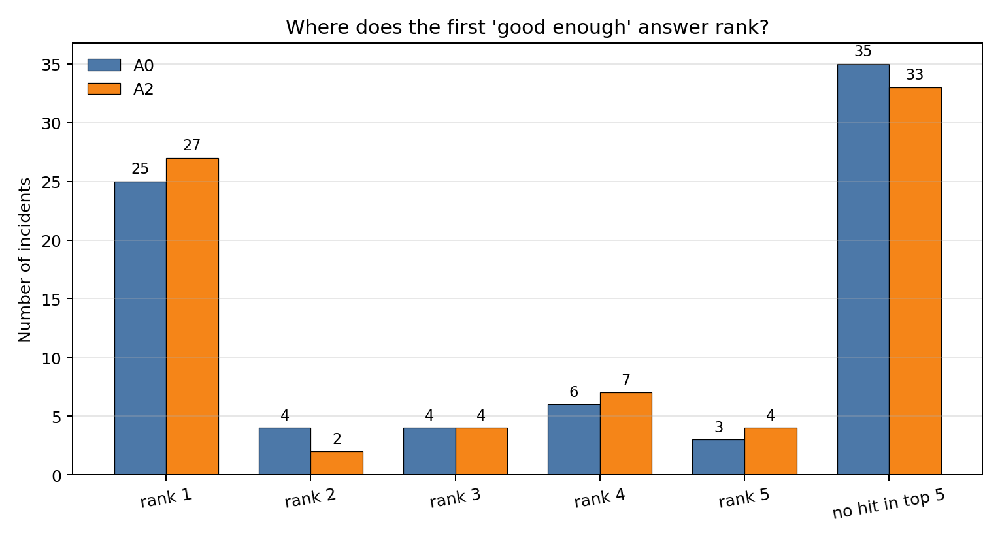 Where does the first 'good enough' answer rank?
A0
A2
Number of incidents
35
30
25
20
15
10
5
0
25
27
4
2
4
4
6
7
3
4
35
33
rank 1
rank 2
rank 3
rank 4
rank 5
no hit in top 5